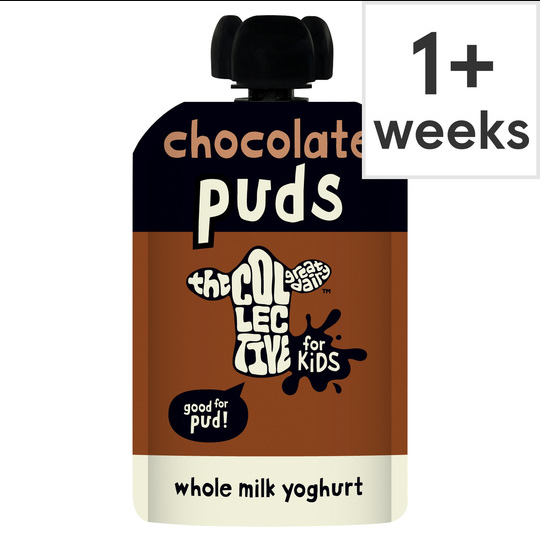 1+
weeks
chocolate
puds
the COL great dairy ™
LEC
TIVE for KiDS
good for
pud!
whole milk yoghurt